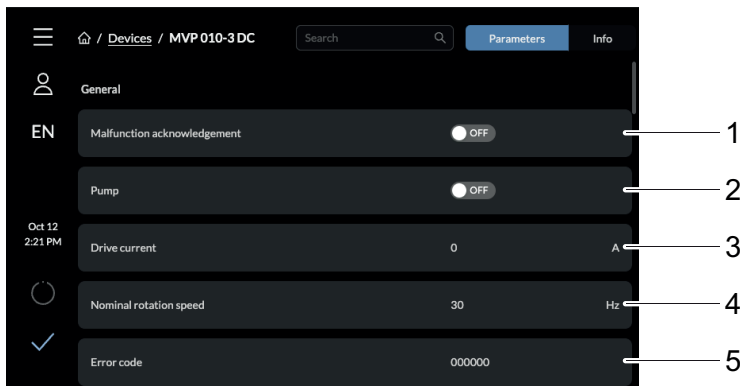 / Devices / MVP 010-3 DC
Search
Parameters
Info
General
EN
Malfunction acknowledgement OFF 1
Pump OFF 2
Oct 12
2:21 PM
Drive current 0 A 3
Nominal rotation speed 30 Hz 4
Error code 000000 5